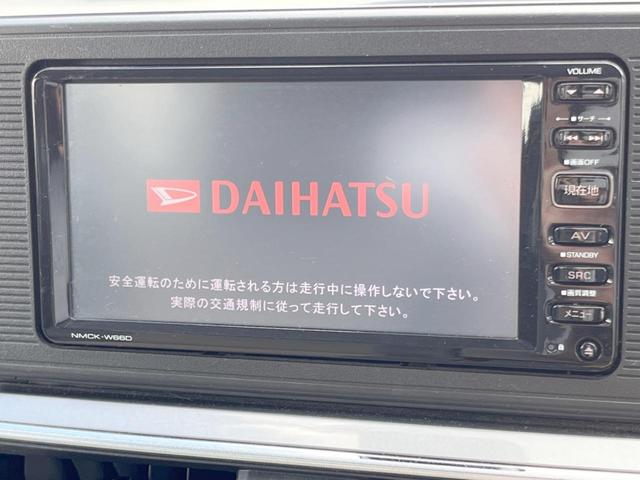 VOLUME
サーチ
画面OFF
現在地
AV
STANDBY
SRC
画質調整
メニュー
DAIHATSU
安全運転のために運転される方は走行中に操作しないで下さい。
実際の交通規制に従って走行して下さい。
NMCK-W66D